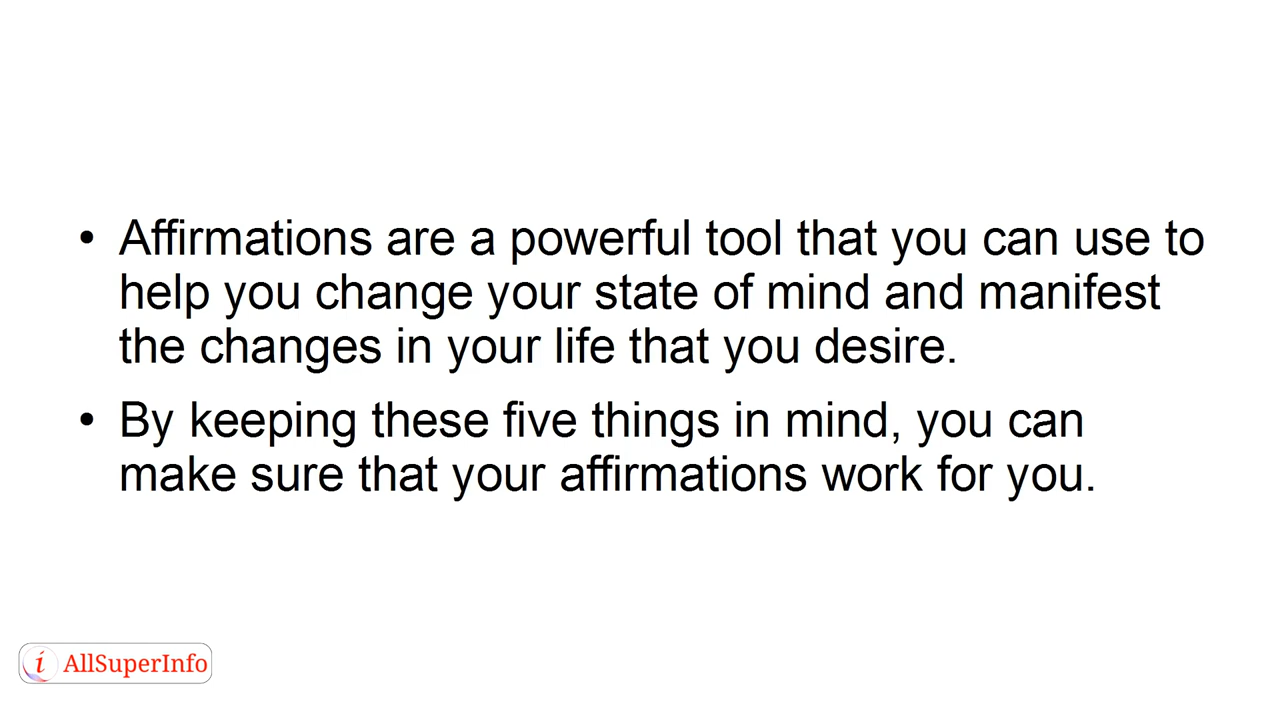 • Affirmations are a powerful tool that you can use to
help you change your state of mind and manifest
the changes in your life that you desire.
• By keeping these five things in mind, you can
make sure that your affirmations work for you.
i AllSuperInfo